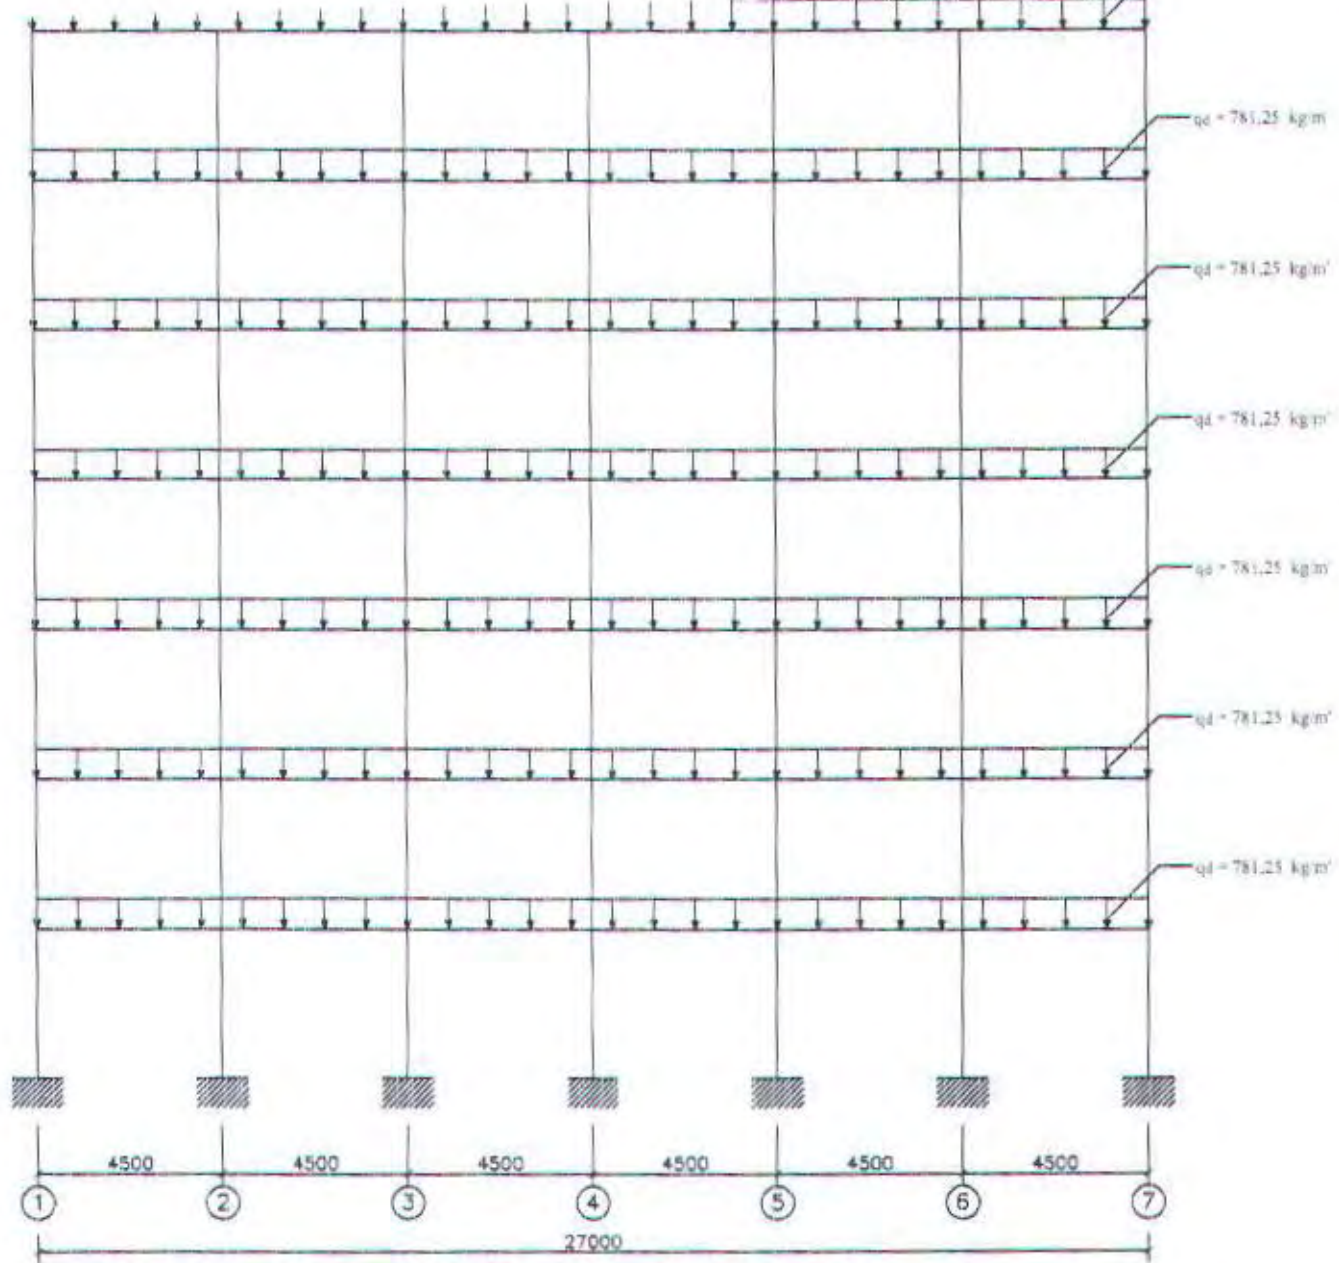 qd = 781,25 kg/m
qd = 781,25 kg/m'
qd = 781,25 kg/m'
qd = 781,25 kg/m'
qd = 781,25 kg/m'
qd = 781,25 kg/m'
4500 4500 4500 4500 4500 4500
1 2 3 4 5 6 7
27000